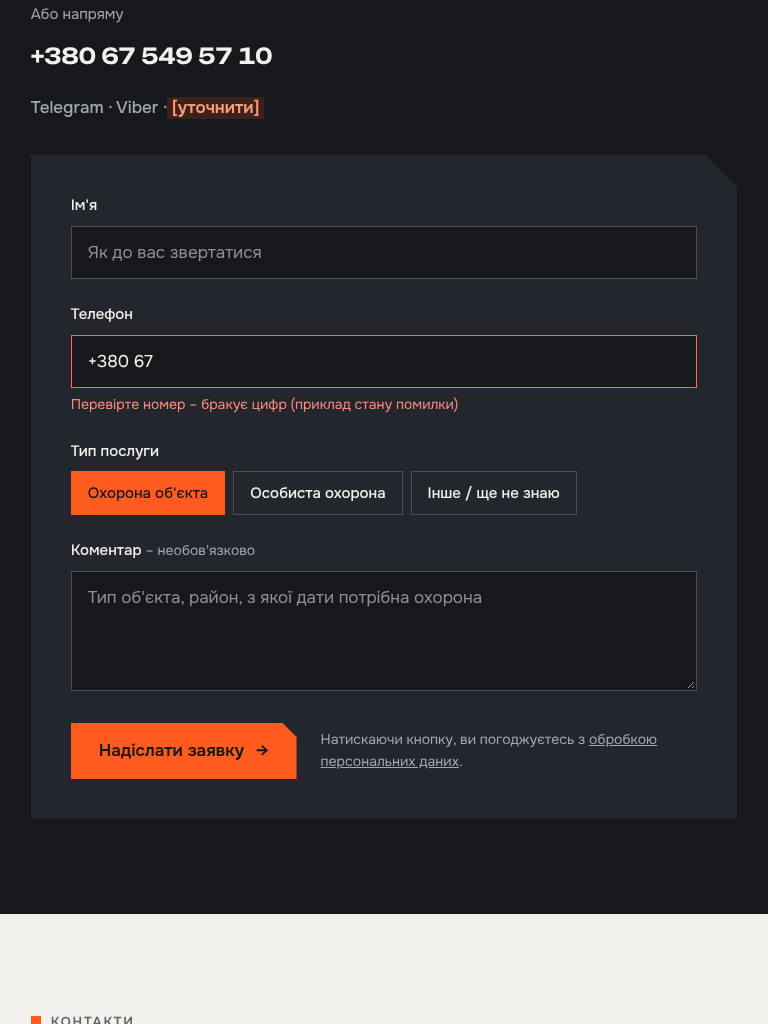 Або напряму
+380 67 549 57 10
Telegram · Viber · [уточнити]
Ім'я
Як до вас звертатися
Телефон
+380 67
Перевірте номер – бракує цифр (приклад стану помилки)
Тип послуги
Охорона об'єкта
Особиста охорона
Інше / ще не знаю
Коментар – необов'язково
Тип об'єкта, район, з якої дати потрібна охорона
Надіслати заявку →
Натискаючи кнопку, ви погоджуєтесь з обробкою
персональних даних.
КОНТАКТИ